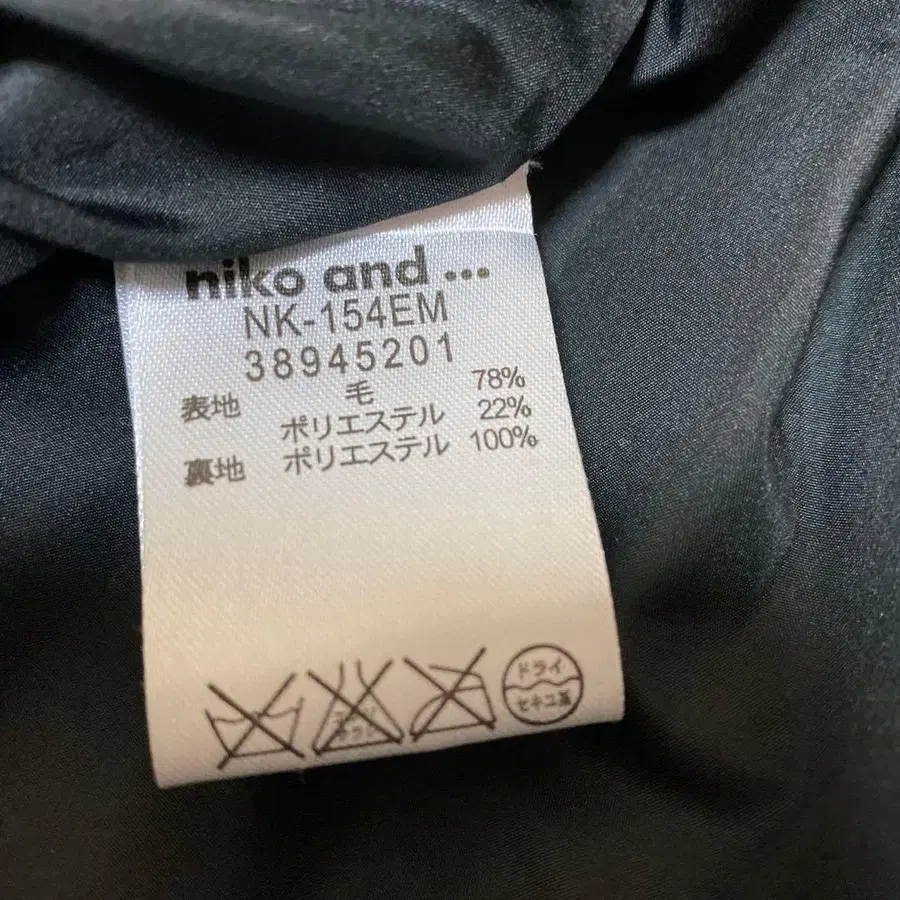 niko and ...
NK-154EM
38945201
表地 毛 78%
ポリエステル 22%
裏地 ポリエステル 100%
ドライ
セキユ系